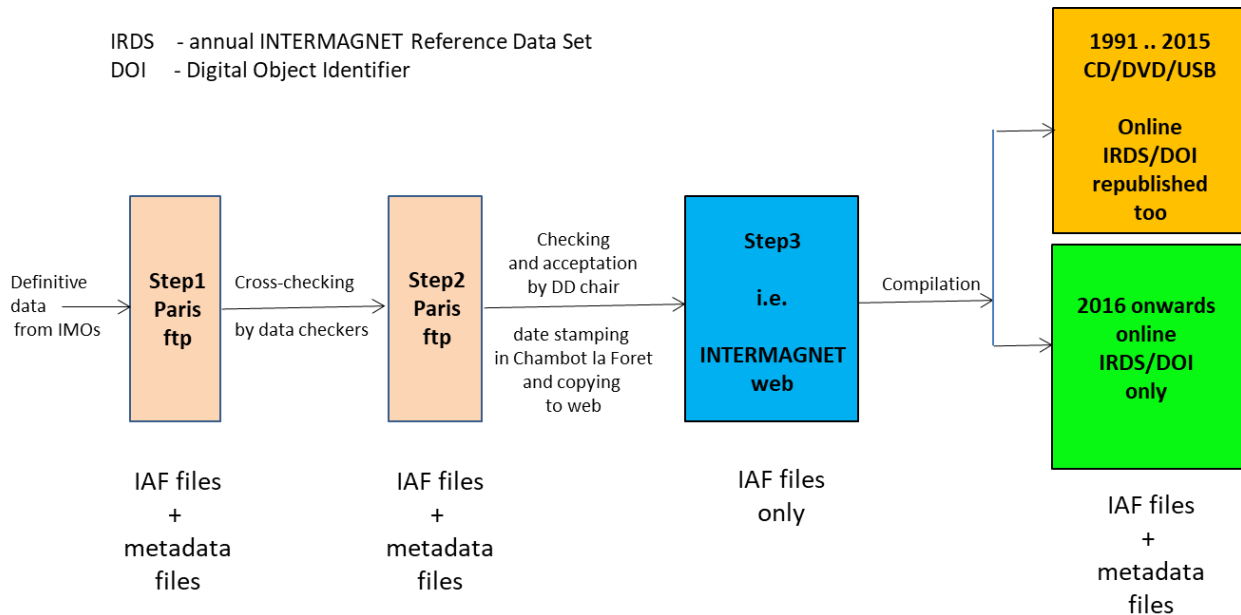 IRDS - annual INTERMAGNET Reference Data Set
DOI - Digital Object Identifier
Definitive
data
from IMOs
Step1
Paris
ftp
Cross-checking
by data checkers
Step2
Paris
ftp
Checking
and acceptation
by DD chair
date stamping
in Chambot la Foret
and copying
to web
Step3
i.e.
INTERMAGNET
web
Compilation
1991 .. 2015
CD/DVD/USB
Online
IRDS/DOI
republished
too
2016 onwards
online
IRDS/DOI
only
IAF files
+
metadata
files
IAF files
+
metadata
files
IAF files
only
IAF files
+
metadata
files